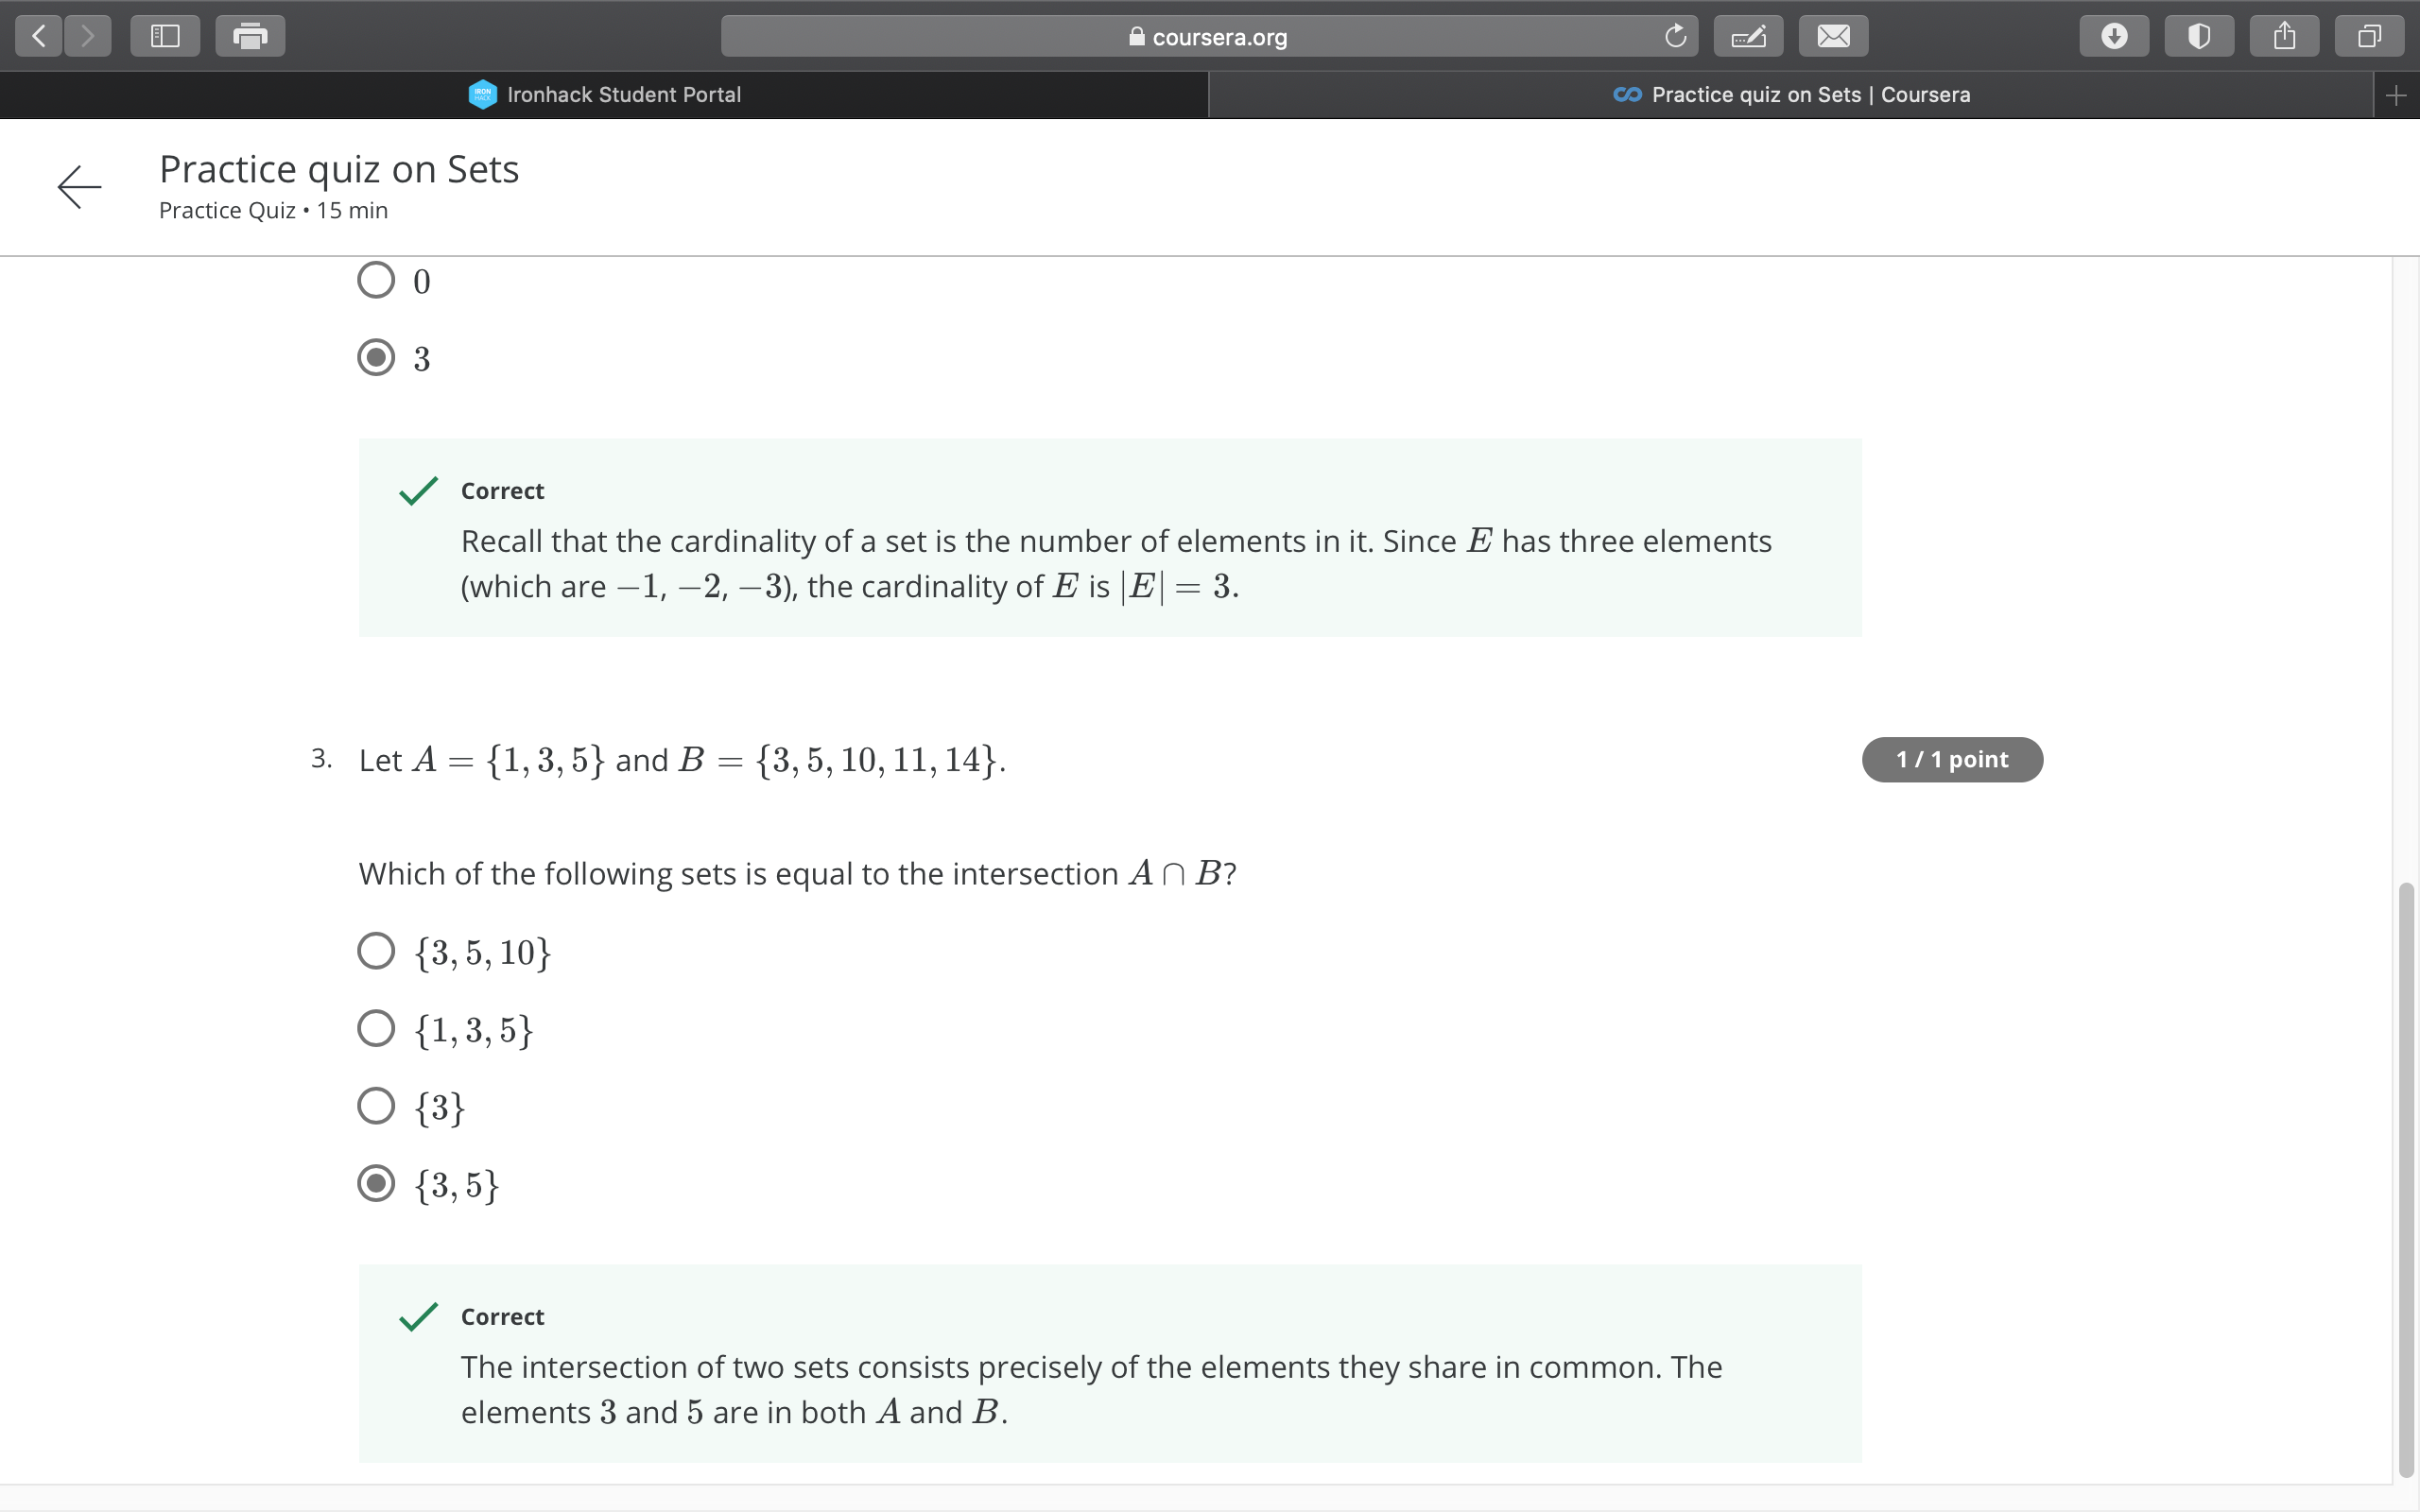 coursera.org
IRON
HACK
Ironhack Student Portal
Practice quiz on Sets | Coursera
Practice quiz on Sets
Practice Quiz • 15 min
0
3
Correct
Recall that the cardinality of a set is the number of elements in it. Since E has three elements
(which are −1, −2, −3), the cardinality of E is |E| = 3.
3. Let A = {1, 3, 5} and B = {3, 5, 10, 11, 14}.
1 / 1 point
Which of the following sets is equal to the intersection A ∩ B?
{3, 5, 10}
{1, 3, 5}
{3}
{3, 5}
Correct
The intersection of two sets consists precisely of the elements they share in common. The
elements 3 and 5 are in both A and B.